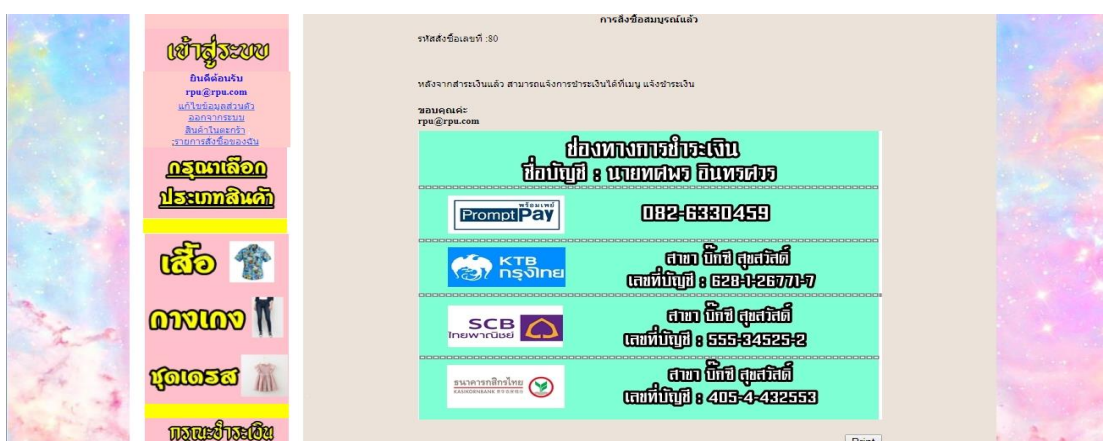 เข้าสู่ระบบ
ยินดีต้อนรับ
rpu@rpu.com
แก้ไขข้อมูลส่วนตัว
ออกจากระบบ
สินค้าในตะกร้า
รายการสั่งซื้อของฉัน
กรุณาเลือก
ประเภทสินค้า
เสื้อ
กางเกง
ชุดเดรส
กรุณะชำระเงิน
การสั่งซื้อสมบูรณ์แล้ว
รหัสสั่งซื้อเลขที่ :80
หลังจากสำระเงินแล้ว สามารถแจ้งการชำระเงินได้ที่เมนู แจ้งชำระเงิน
ขอบคุณค่ะ
rpu@rpu.com
ช่องทางการชำระเงิน
ชื่อบัญชี : นายทศพร อินทรศวร
พร้อมเพย์
PromptPay
082-6330459
KTB
กรุงไทย
สาขา บิ๊กซี สุขสวัสดิ์
เลขที่บัญชี : 628-1-26771-7
SCB
ไทยพาณิชย์
สาขา บิ๊กซี สุขสวัสดิ์
เลขที่บัญชี : 555-34525-2
ธนาคารกสิกรไทย
KASIKORNBANK
สาขา บิ๊กซี สุขสวัสดิ์
เลขที่บัญชี : 405-4-432553
Print